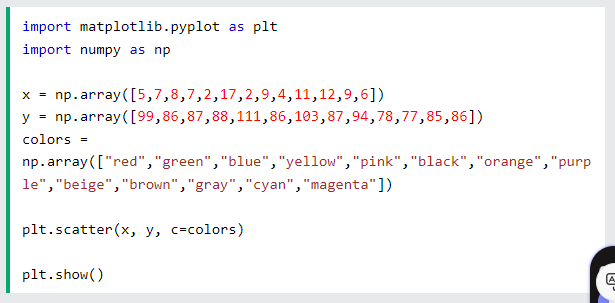 import matplotlib.pyplot as plt
import numpy as np
x = np.array([5,7,8,7,2,17,2,9,4,11,12,9,6])
y = np.array([99,86,87,88,111,86,103,87,94,78,77,85,86])
colors =
np.array(["red","green","blue","yellow","pink","black","orange","purp
le","beige","brown","gray","cyan","magenta"])
plt.scatter(x, y, c=colors)
plt.show()